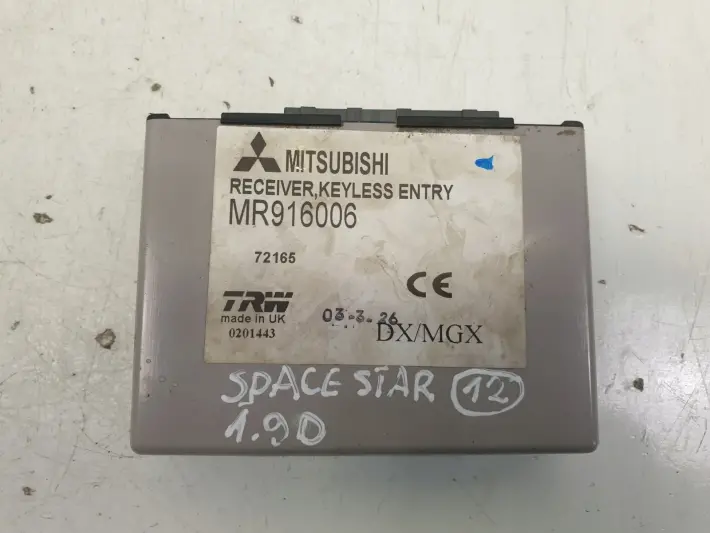 MITSUBISHI
RECEIVER,KEYLESS ENTRY
MR916006
72165
CE
TRW
made in UK
03-3.26
0201443
DX/MGX
SPACE STAR 12
1.9D